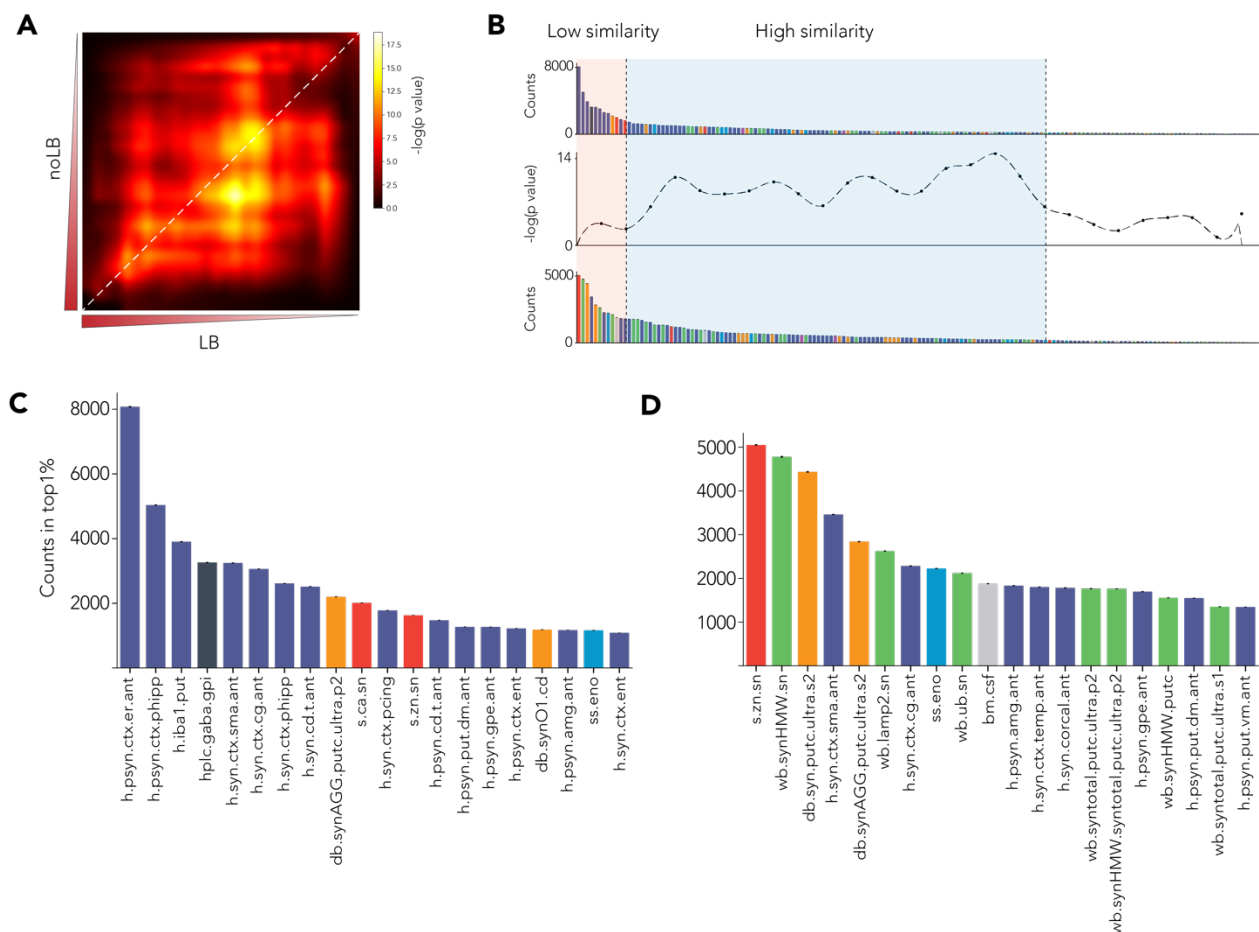 A
noLB
LB
17.5
15.0
12.5
10.0
7.5
5.0
2.5
0.0
-log(p value)
B
Low similarity
High similarity
8000
0
Counts
14
0
-log(p value)
5000
0
Counts
C
8000
6000
4000
2000
Counts in top1%
h.psyn.ctx.er.ant
h.psyn.ctx.phipp
h.iba1.put
hplc.gaba.gpi
h.syn.ctx.sma.ant
h.syn.ctx.cg.ant
h.syn.ctx.phipp
h.syn.cd.t.ant
db.synAGG.putc.ultra.p2
s.ca.sn
h.syn.ctx.pcing
s.zn.sn
h.psyn.cd.t.ant
h.psyn.put.dm.ant
h.psyn.gpe.ant
h.psyn.ctx.ent
db.synO1.cd
h.psyn.amg.ant
ss.eno
h.syn.ctx.ent
D
5000
4000
3000
2000
1000
s.zn.sn
wb.synHMW.sn
db.syn.putc.ultra.s2
h.syn.ctx.sma.ant
db.synAGG.putc.ultra.s2
wb.lamp2.sn
h.syn.ctx.cg.ant
ss.eno
wb.ub.sn
bm.csf
h.psyn.amg.ant
h.syn.ctx.temp.ant
h.syn.corcal.ant
wb.syntotal.putc.ultra.p2
wb.synHMW.syntotal.putc.ultra.p2
h.psyn.gpe.ant
wb.synHMW.putc
h.psyn.put.dm.ant
wb.syntotal.putc.ultra.s1
h.psyn.put.vm.ant